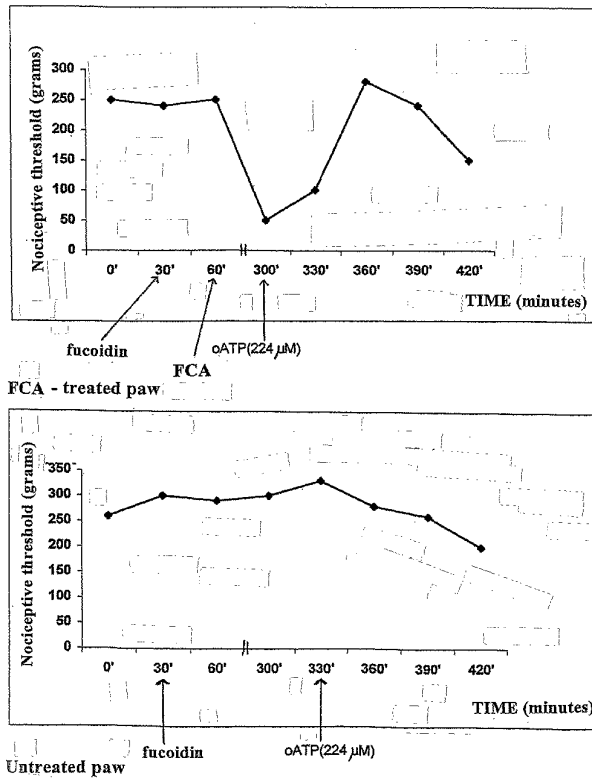 Nociceptive threshold (grams)
300
250
200
150
100
50
0
0' 30' 60' 300' 330' 360' 390' 420'
TIME (minutes)
fucoidin
FCA
oATP(224 µM)
FCA - treated paw
Nociceptive threshold (grams)
350
300
250
200
150
100
50
0
0' 30' 60' 300' 330' 360' 390' 420'
TIME (minutes)
fucoidin
oATP(224 µM)
Untreated paw